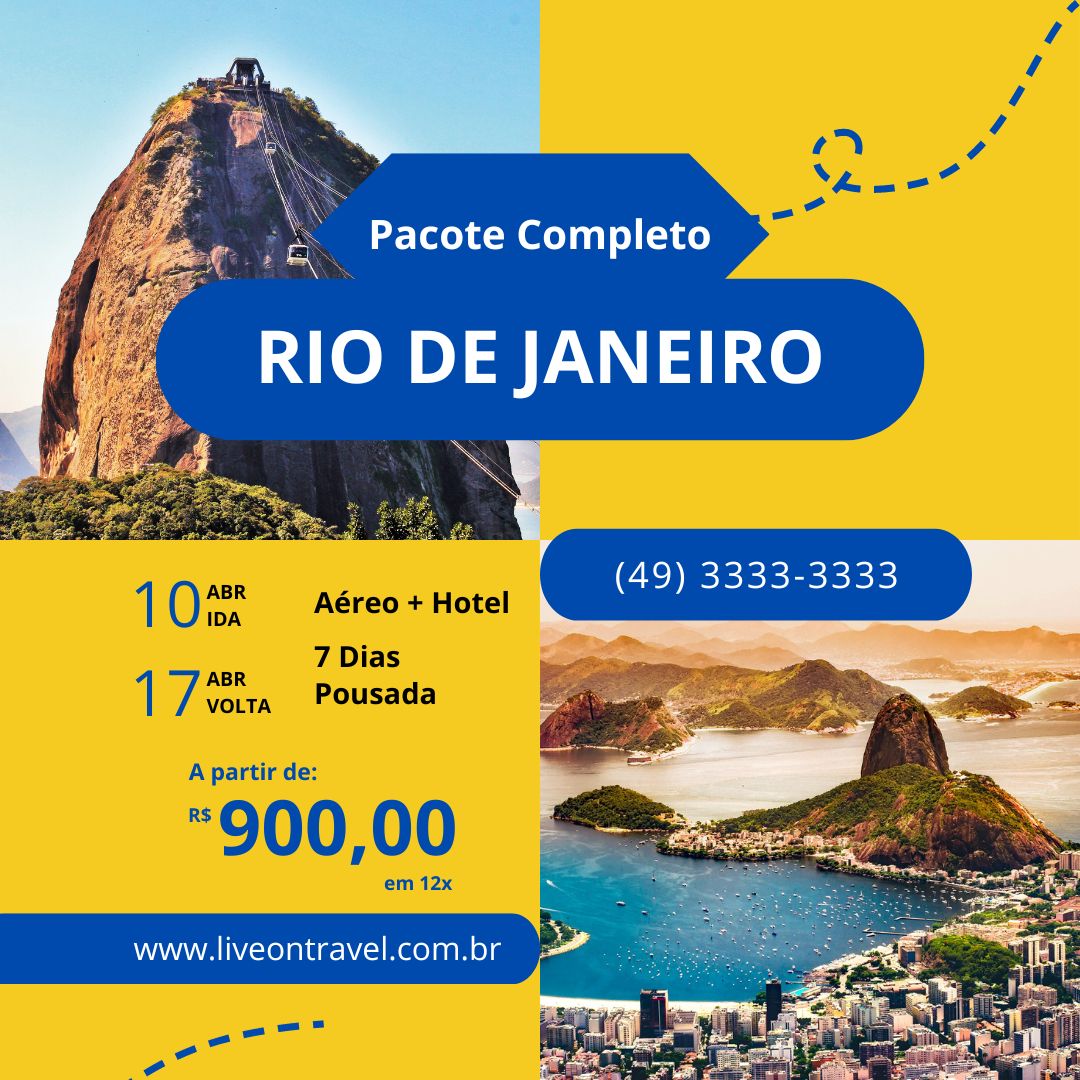 Pacote Completo
RIO DE JANEIRO
(49) 3333-3333
10 ABR
IDA
Aéreo + Hotel
17 ABR
VOLTA
7 Dias
Pousada
A partir de:
R$ 900,00
em 12x
www.liveontravel.com.br